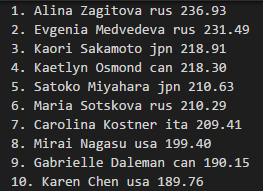 1. Alina Zagitova rus 236.93
2. Evgenia Medvedeva rus 231.49
3. Kaori Sakamoto jpn 218.91
4. Kaetlyn Osmond can 218.30
5. Satoko Miyahara jpn 210.63
6. Maria Sotskova rus 210.29
7. Carolina Kostner ita 209.41
8. Mirai Nagasu usa 199.40
9. Gabrielle Daleman can 190.15
10. Karen Chen usa 189.76